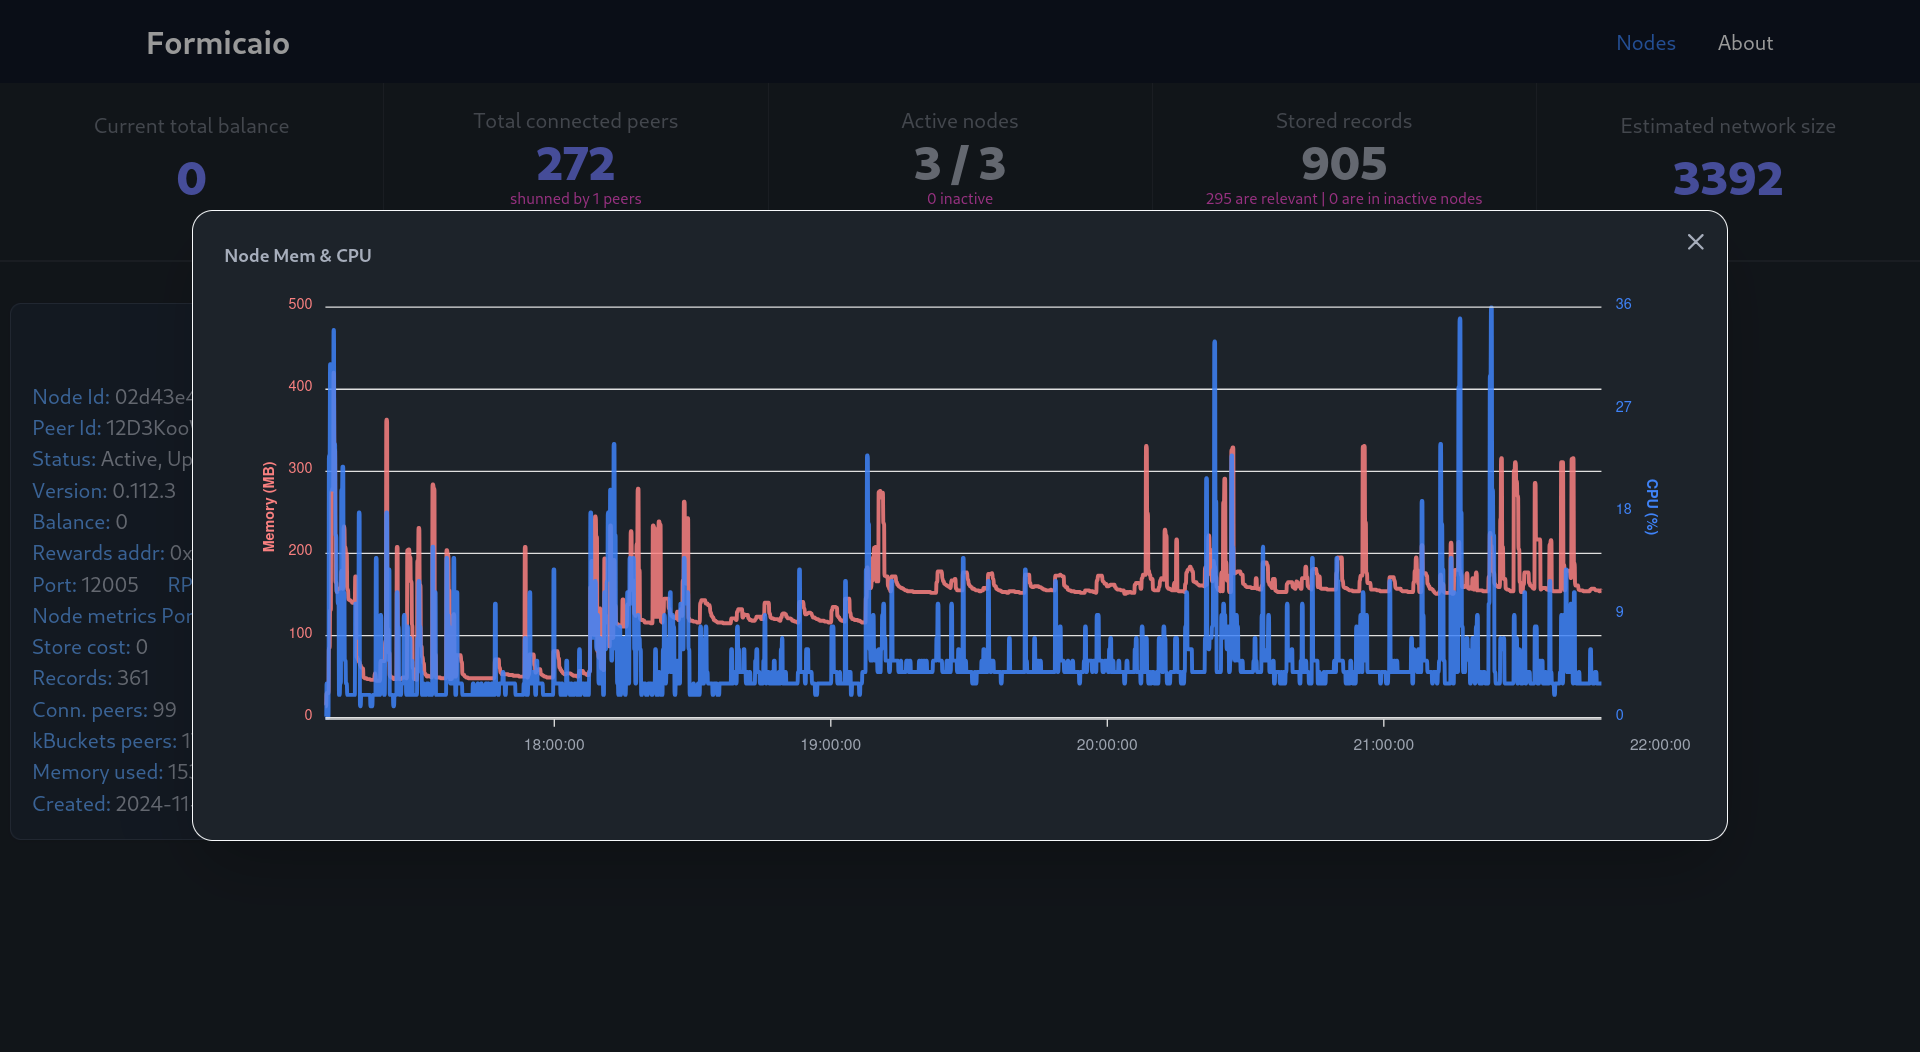 Formicaio
Nodes
About
Current total balance
0
Total connected peers
272
shunned by 1 peers
Active nodes
3 / 3
0 inactive
Stored records
905
295 are relevant | 0 are in inactive nodes
Estimated network size
3392
Node Id: 02d43e4
Peer Id: 12D3Koo
Status: Active, Up
Version: 0.112.3
Balance: 0
Rewards addr: 0x
Port: 12005 RP
Node metrics Por
Store cost: 0
Records: 361
Conn. peers: 99
kBuckets peers: 1
Memory used: 153
Created: 2024-11-
Node Mem & CPU
500
400
300
200
100
0
Memory (MB)
36
27
18
9
0
CPU (%)
18:00:00
19:00:00
20:00:00
21:00:00
22:00:00